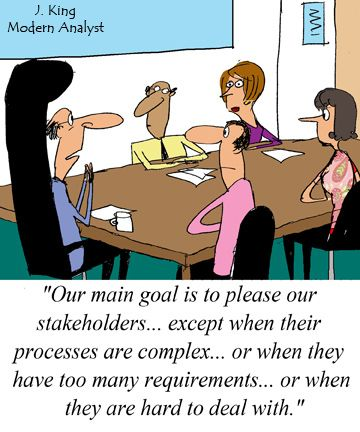 J. King
Modern Analyst
"Our main goal is to please our
stakeholders... except when their
processes are complex... or when they
have too many requirements... or when
they are hard to deal with."